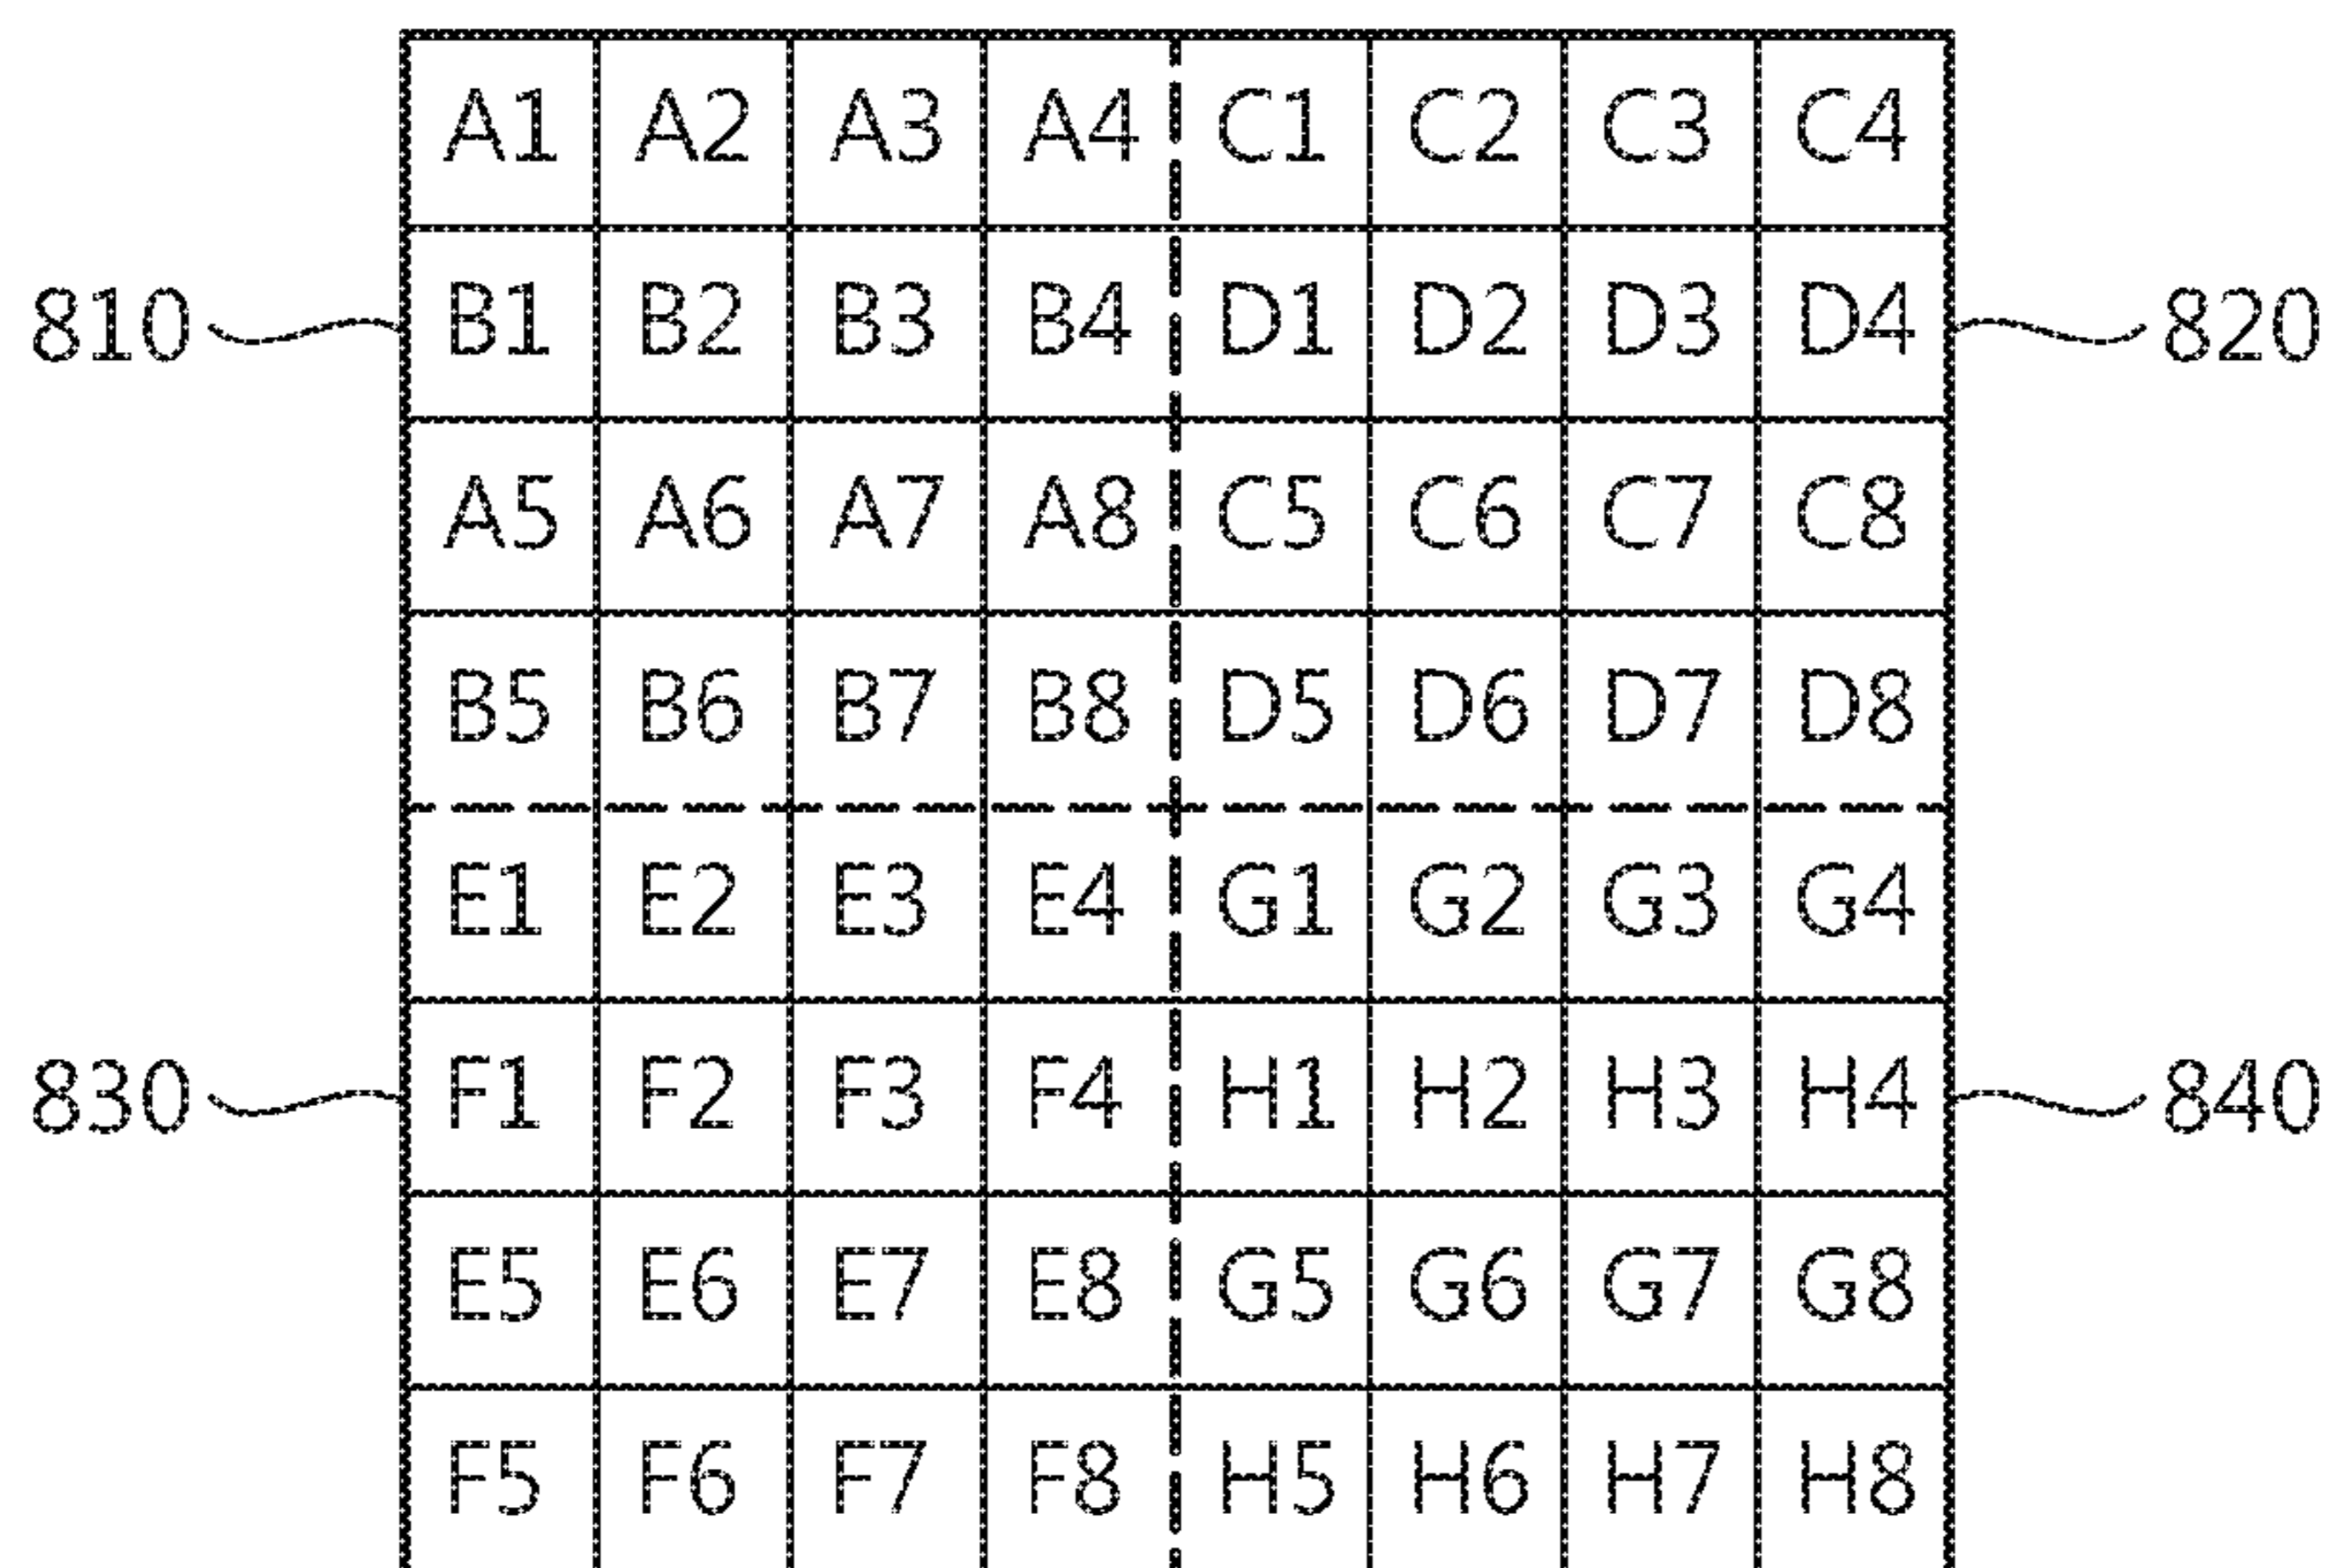 A1 A2 A3 A4 C1 C2 C3 C4
810 B1 B2 B3 B4 D1 D2 D3 D4 820
A5 A6 A7 A8 C5 C6 C7 C8
B5 B6 B7 B8 D5 D6 D7 D8
E1 E2 E3 E4 G1 G2 G3 G4
830 F1 F2 F3 F4 H1 H2 H3 H4 840
E5 E6 E7 E8 G5 G6 G7 G8
F5 F6 F7 F8 H5 H6 H7 H8